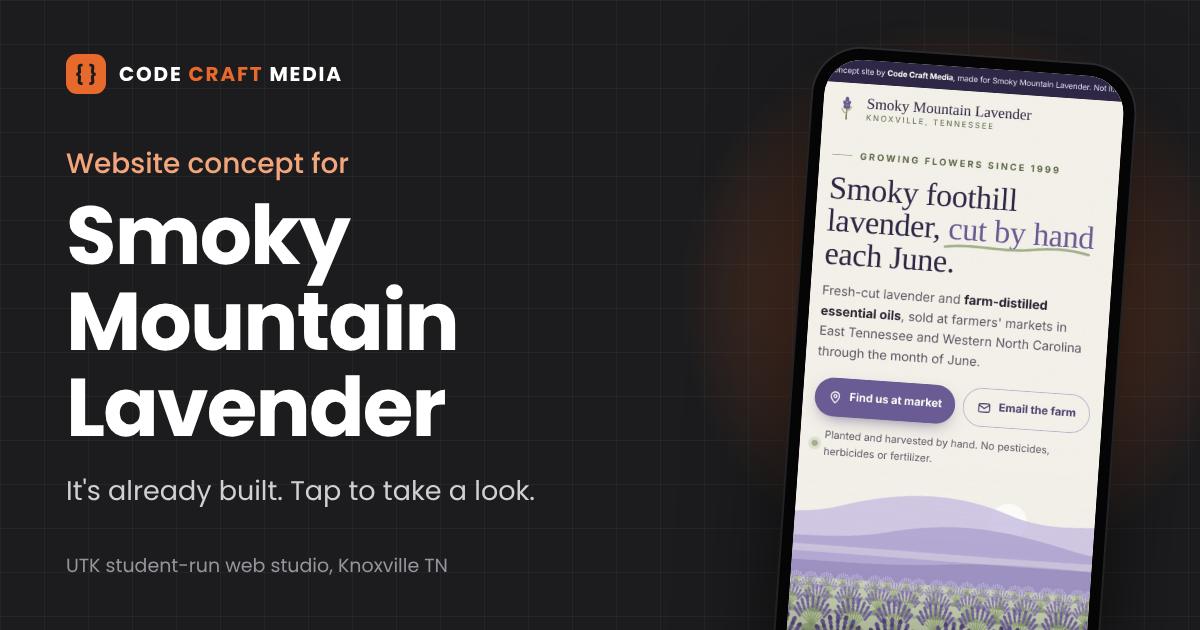 { } CODE CRAFT MEDIA
Website concept for
Smoky
Mountain
Lavender
It's already built. Tap to take a look.
UTK student-run web studio, Knoxville TN
site by Code Craft Media, made for Smoky Mountain Lavender. Not
Smoky Mountain Lavender
KNOXVILLE, TENNESSEE
GROWING FLOWERS SINCE 1999
Smoky foothill
lavender, cut by hand
each June.
Fresh-cut lavender and farm-distilled
essential oils, sold at farmers' markets in
East Tennessee and Western North Carolina
through the month of June.
Find us at market
Email the farm
Planted and harvested by hand. No pesticides,
herbicides or fertilizer.